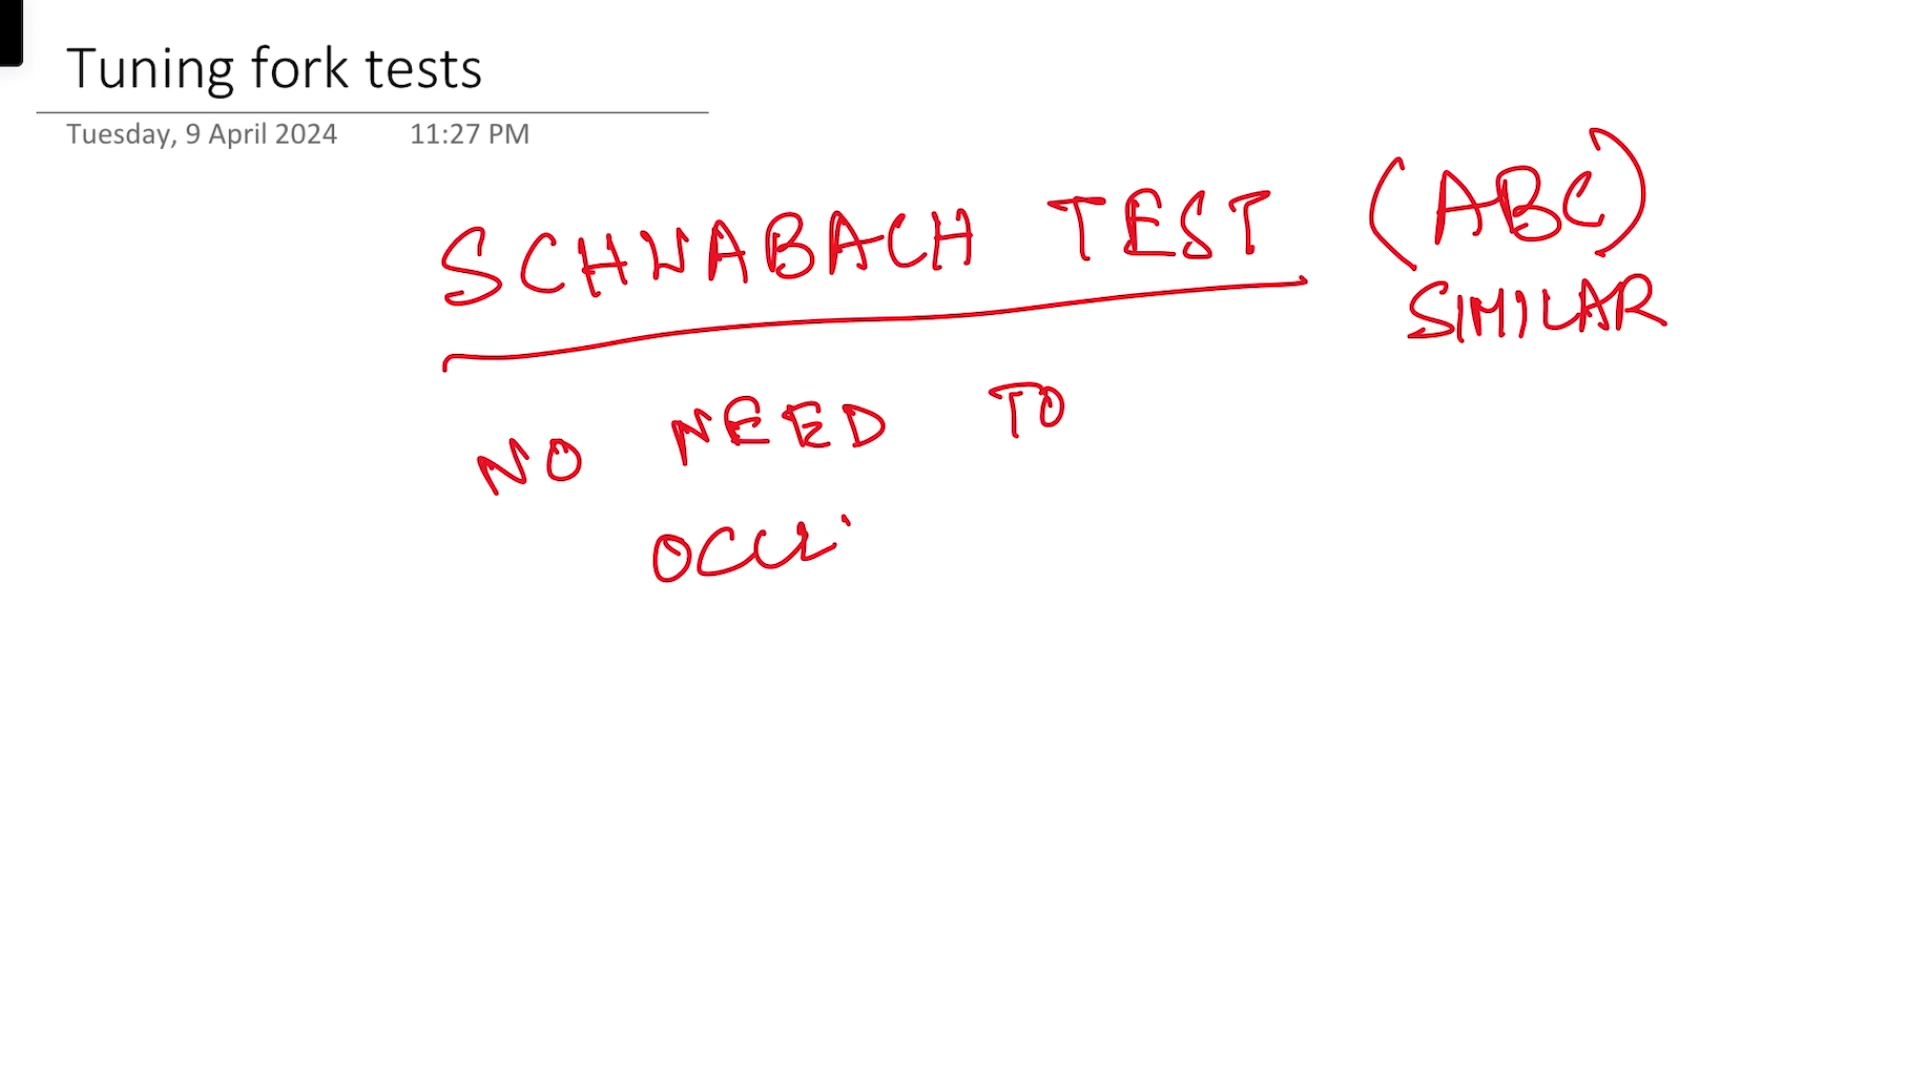 Tuning fork tests
Tuesday, 9 April 2024 11:27 PM
SCHWABACH TEST (ABC)
SIMILAR
NO NEED TO